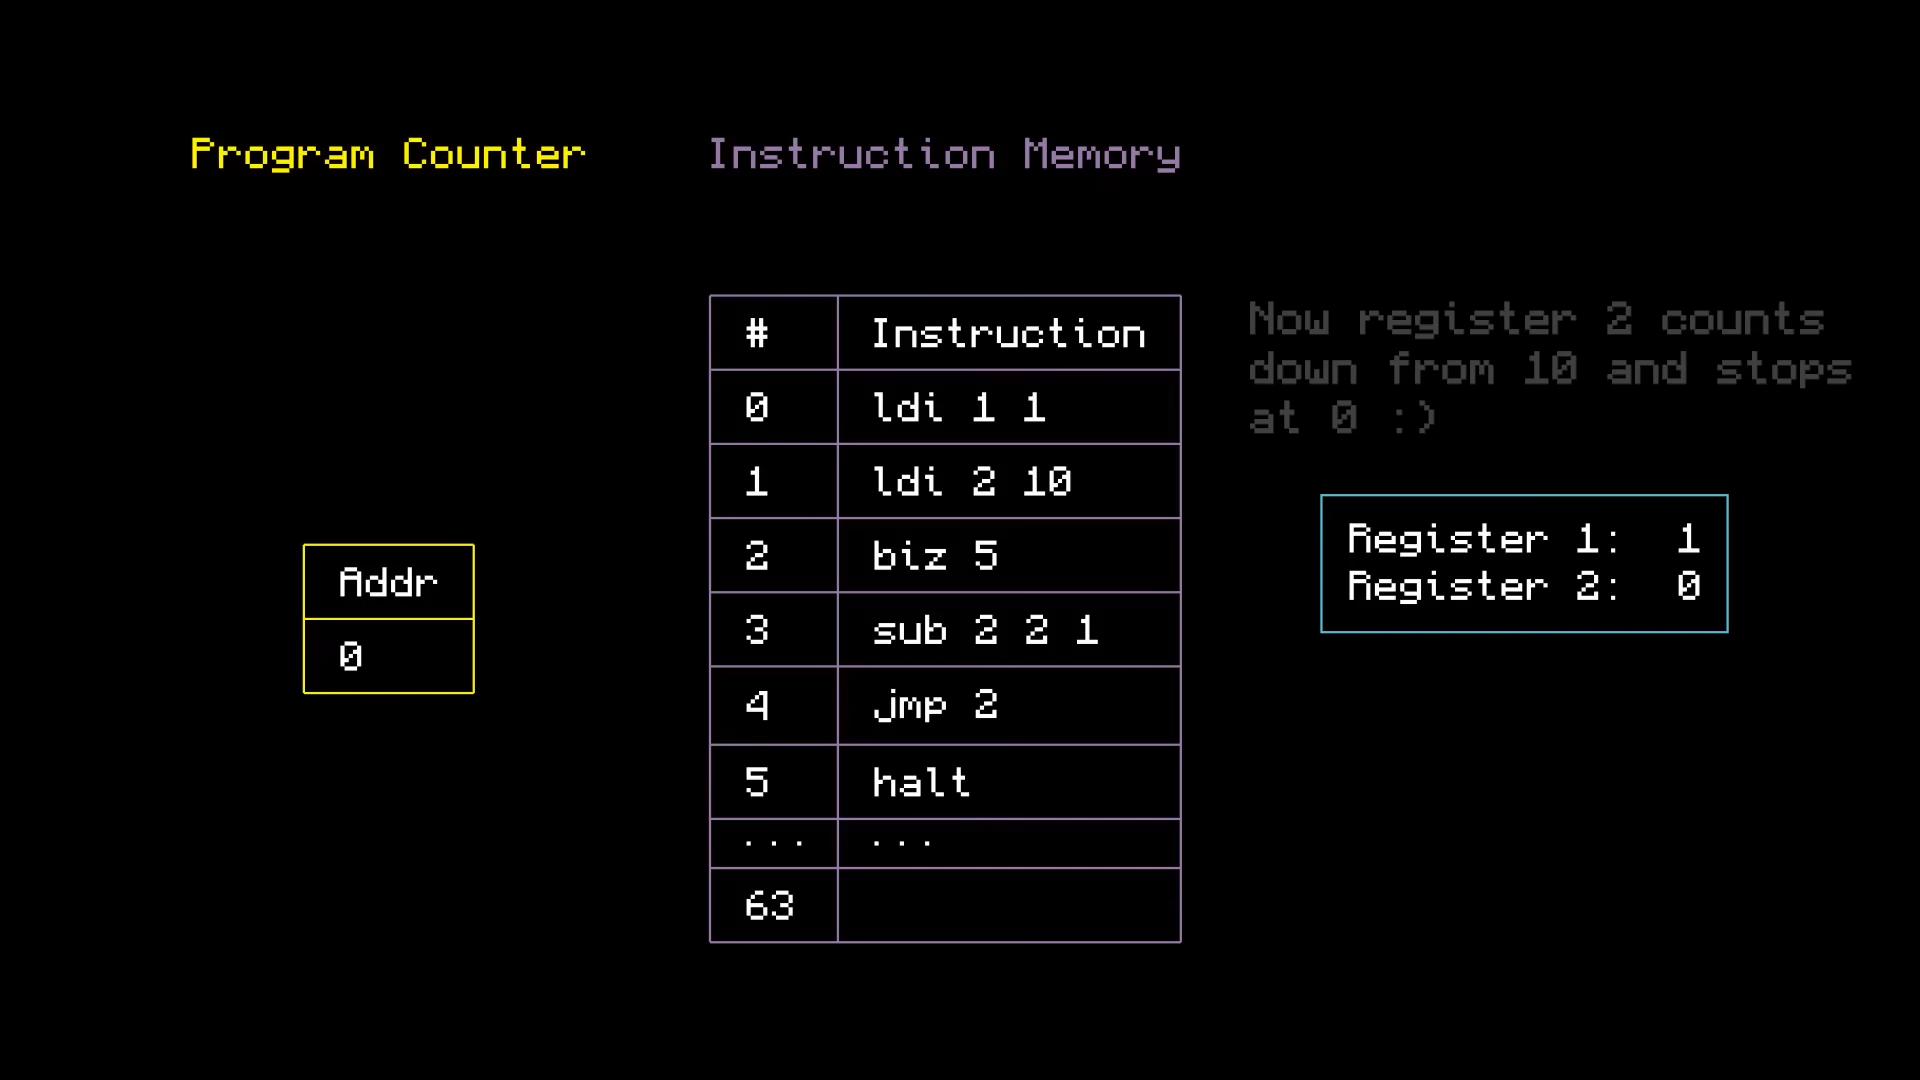 Program Counter
Instruction Memory
Addr
0
# Instruction
0 ldi 1 1
1 ldi 2 10
2 biz 5
3 sub 2 2 1
4 jmp 2
5 halt
... ...
63
Now register 2 counts
down from 10 and stops
at 0 :)
Register 1: 1
Register 2: 0